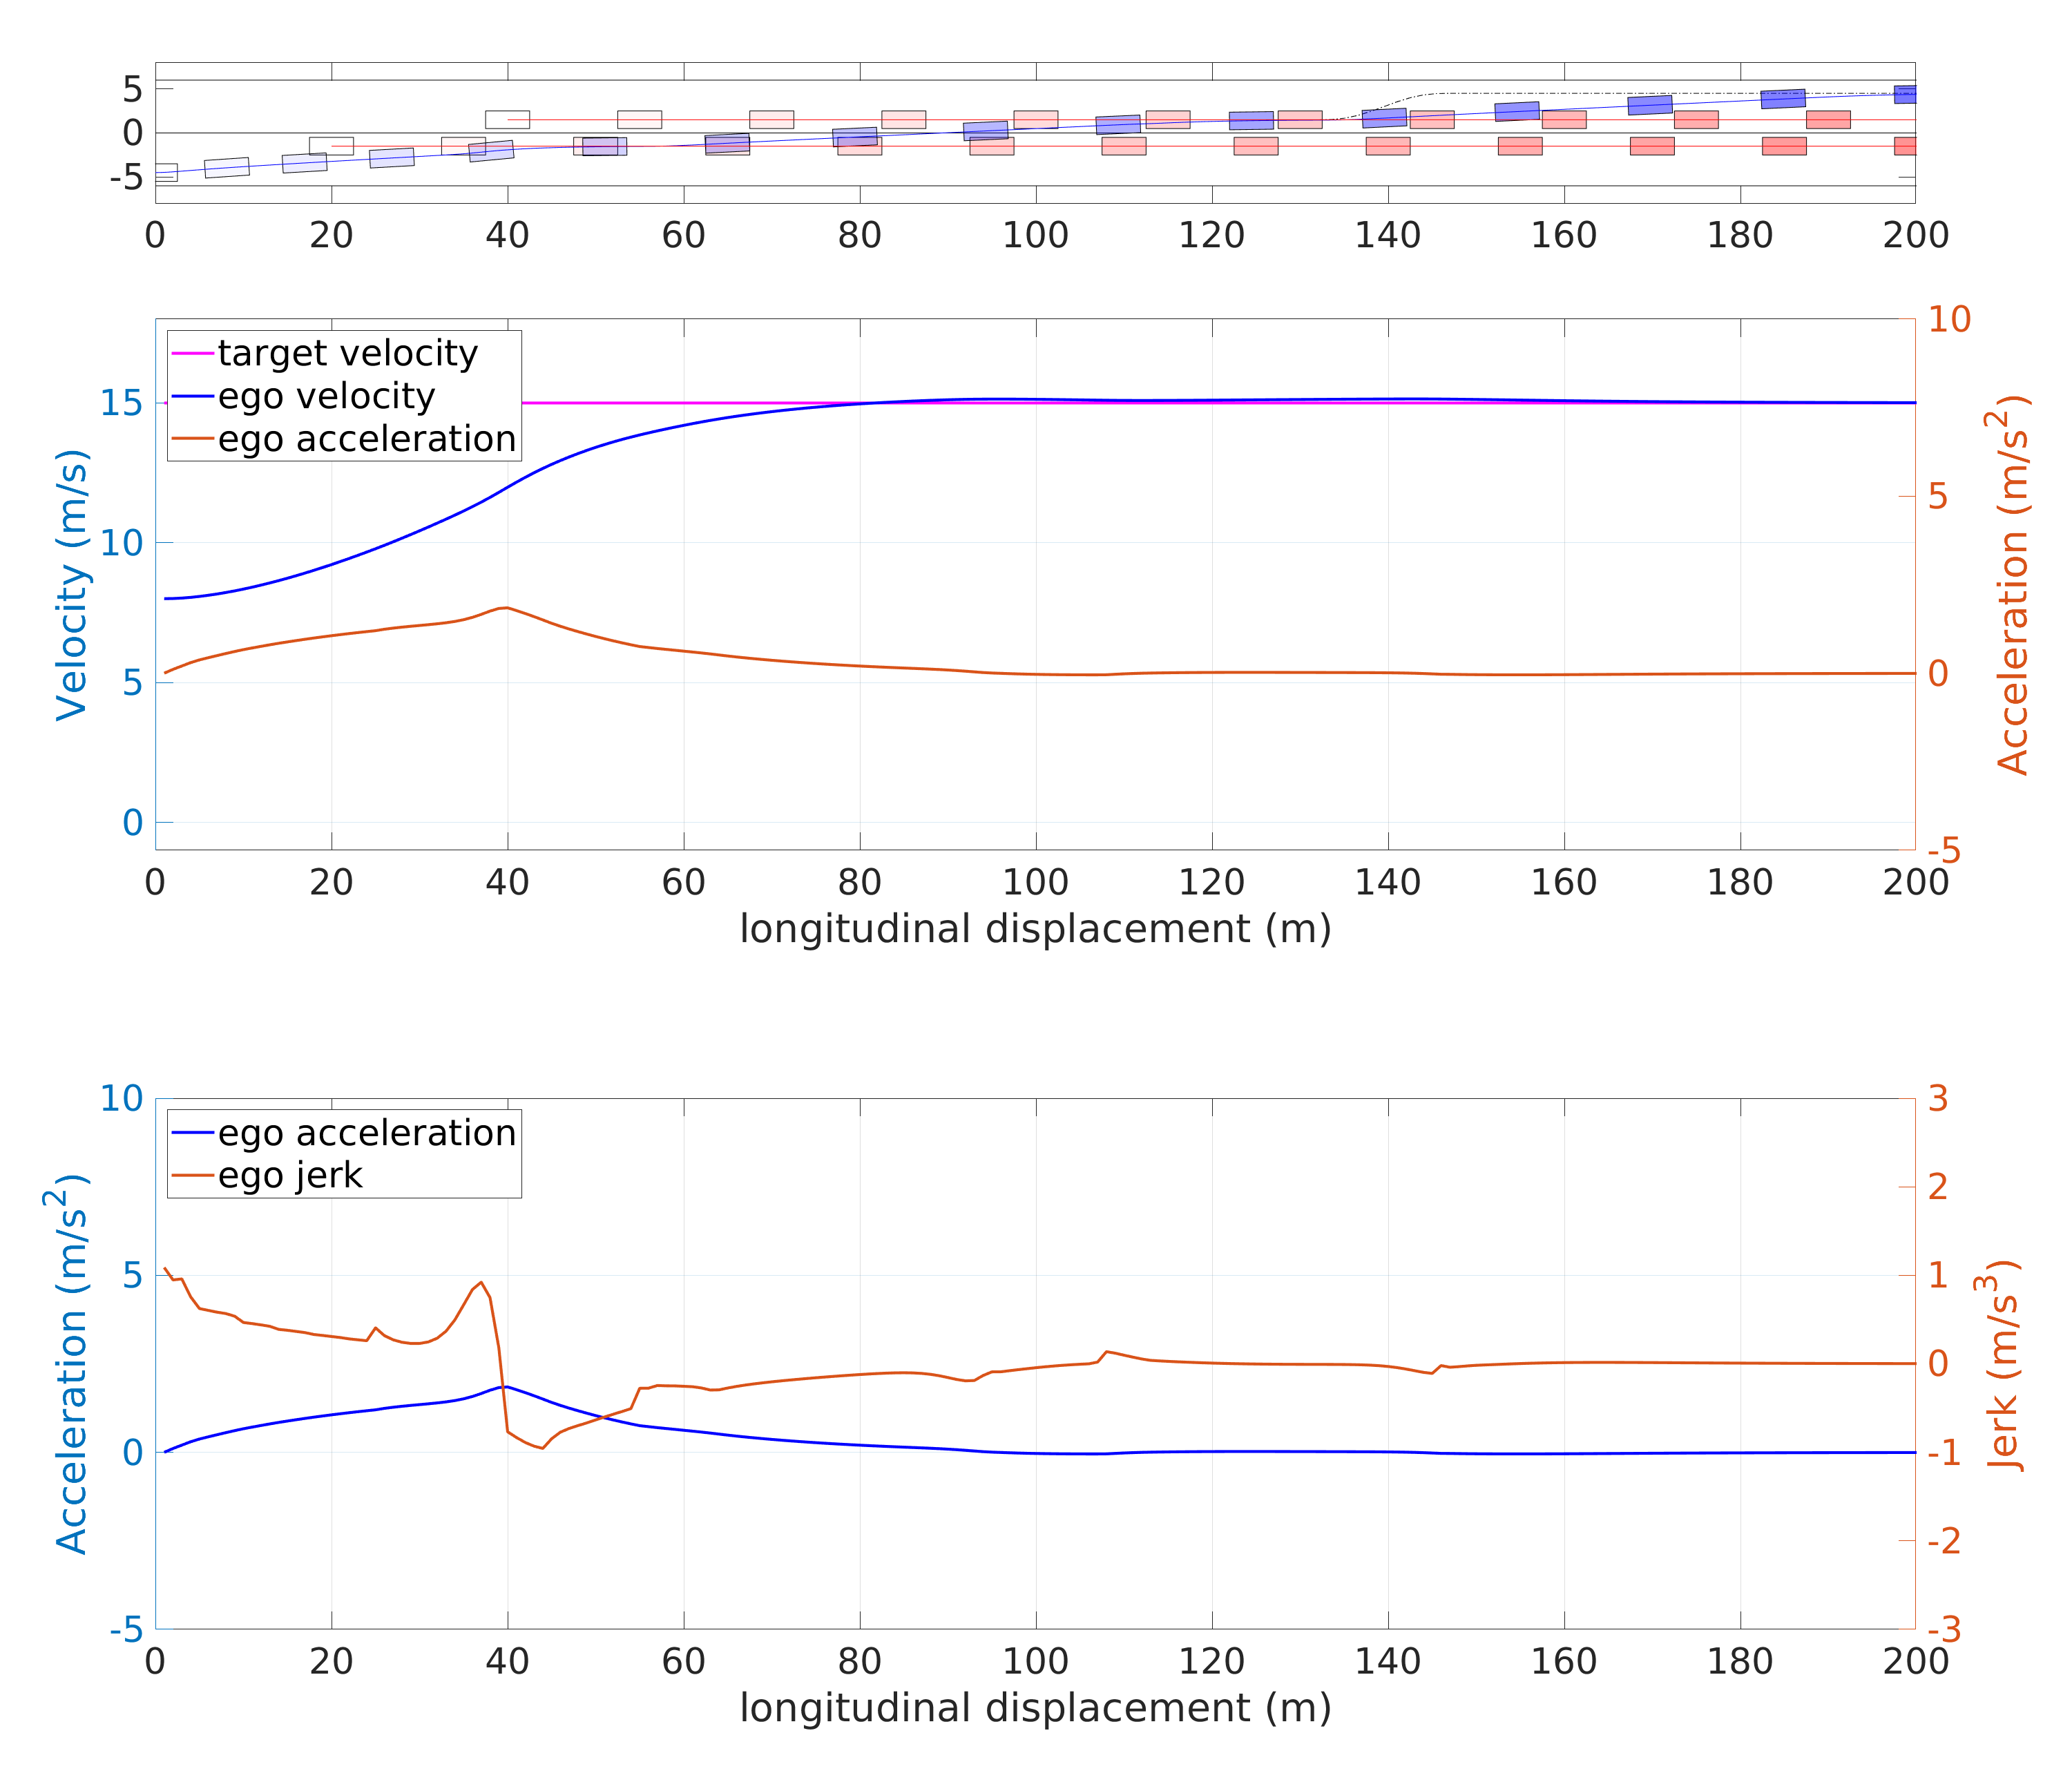 5
0
-5
0 20 40 60 80 100 120 140 160 180 200
target velocity
ego velocity
ego acceleration
Velocity (m/s)
15
10
5
0
10
5
0
-5
Acceleration (m/s²)
0 20 40 60 80 100 120 140 160 180 200
longitudinal displacement (m)
ego acceleration
ego jerk
Acceleration (m/s²)
10
5
0
-5
3
2
1
0
-1
-2
-3
Jerk (m/s³)
0 20 40 60 80 100 120 140 160 180 200
longitudinal displacement (m)